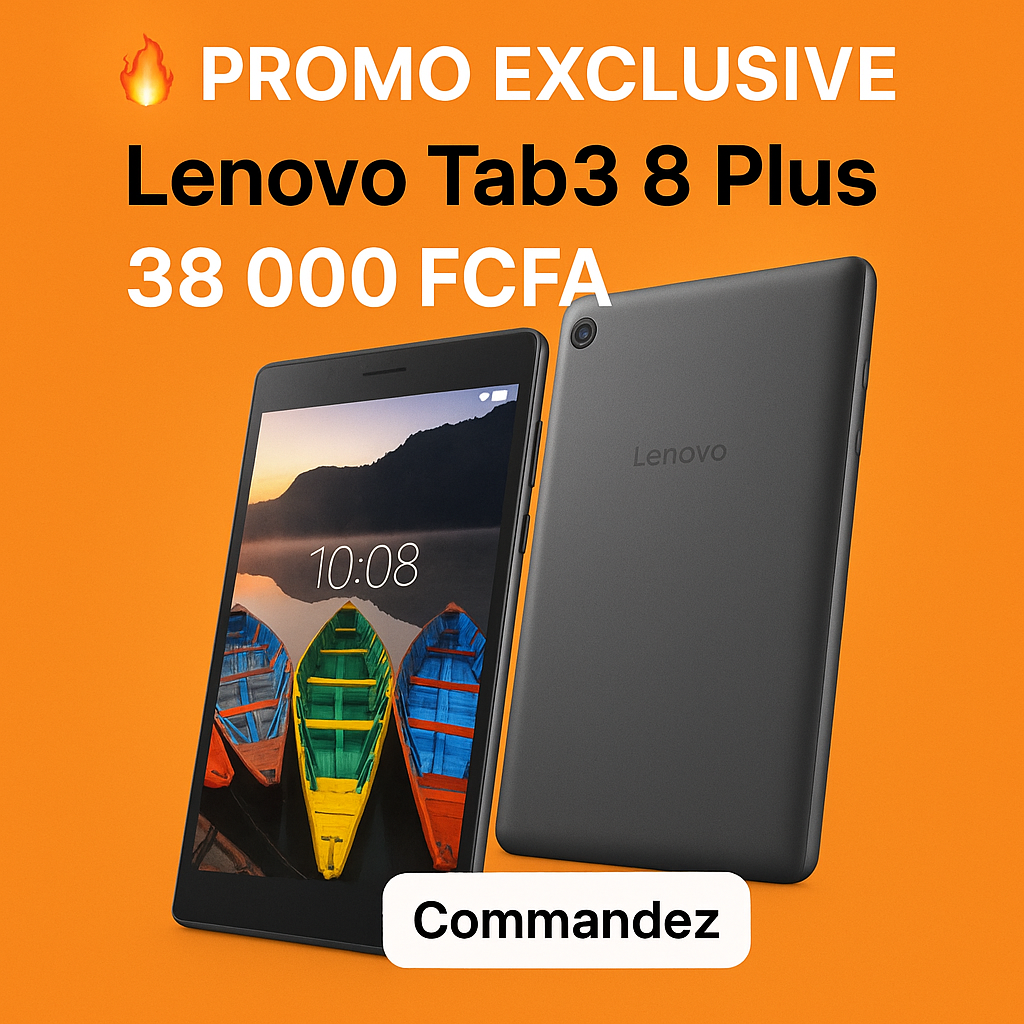 🔥 PROMO EXCLUSIVE
Lenovo Tab3 8 Plus
38 000 FCFA
Lenovo
10:08
Commandez